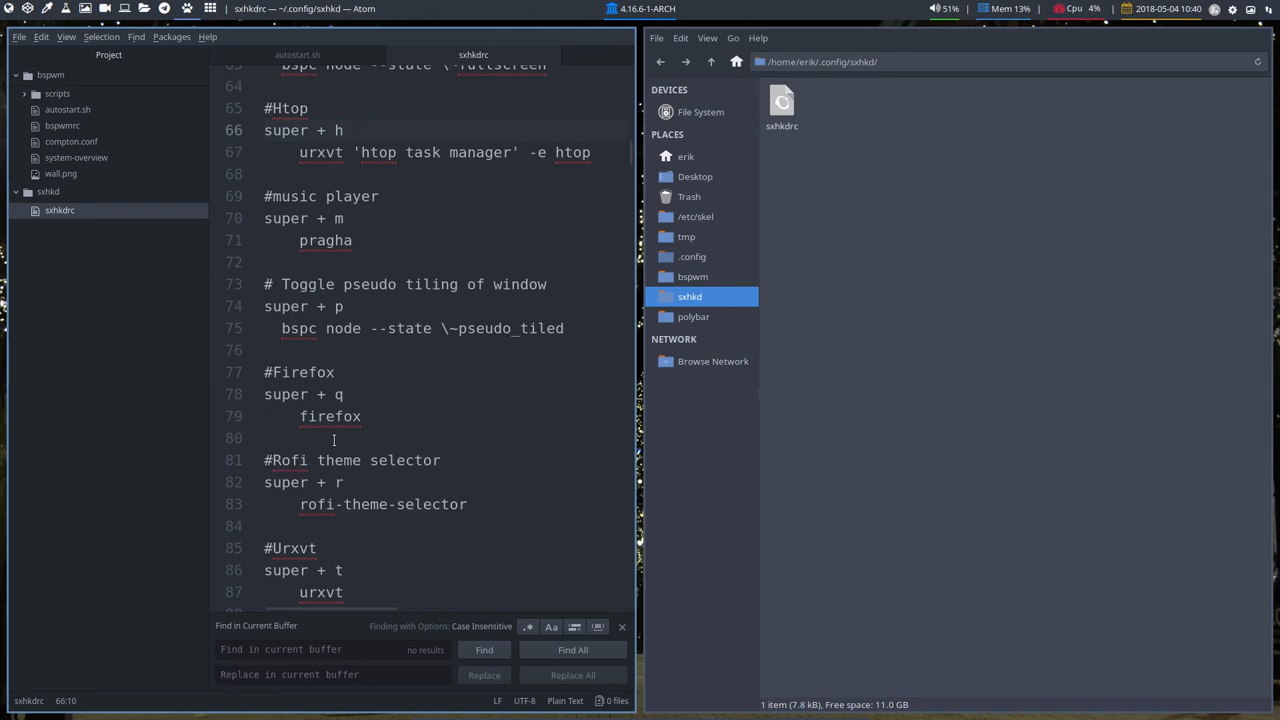 sxhkdrc — ~/.config/sxhkd — Atom
4.16.6-1-ARCH
51%
Mem 13%
Cpu 4%
2018-05-04 10:40
File Edit View Selection Find Packages Help
Project
autostart.sh
sxhkdrc
bspwm
scripts
autostart.sh
bspwmrc
compton.conf
system-overview
wall.png
sxhkd
sxhkdrc
63 bspc node --state \~fullscreen
64
65 #Htop
66 super + h
67 urxvt 'htop task manager' -e htop
68
69 #music player
70 super + m
71 pragha
72
73 # Toggle pseudo tiling of window
74 super + p
75 bspc node --state \~pseudo_tiled
76
77 #Firefox
78 super + q
79 firefox
80
81 #Rofi theme selector
82 super + r
83 rofi-theme-selector
84
85 #Urxvt
86 super + t
87 urxvt
Find in Current Buffer
Finding with Options: Case Insensitive
.* Aa
Find in current buffer
no results
Find
Find All
Replace in current buffer
Replace
Replace All
sxhkdrc 66:10
LF UTF-8 Plain Text 0 files
File Edit View Go Help
/home/erik/.config/sxhkd/
DEVICES
File System
PLACES
erik
Desktop
Trash
/etc/skel
tmp
.config
bspwm
sxhkd
polybar
NETWORK
Browse Network
sxhkdrc
1 item (7.8 kB), Free space: 11.0 GB